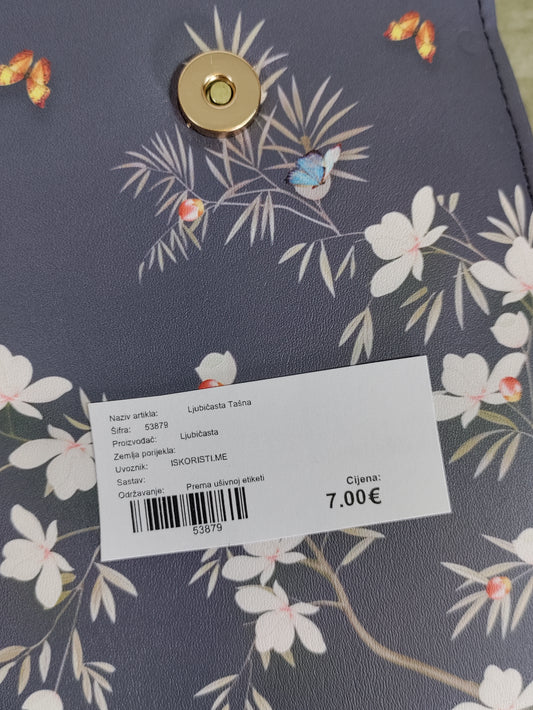 Naziv artikla: Ljubičasta Tašna
Šifra: 53879
Proizvođač: Ljubičasta
Zemlja porijekla:
Uvoznik: ISKORISTI.ME
Sastav:
Održavanje: Prema ušivnoj etiketi
53879
Cijena:
7.00€